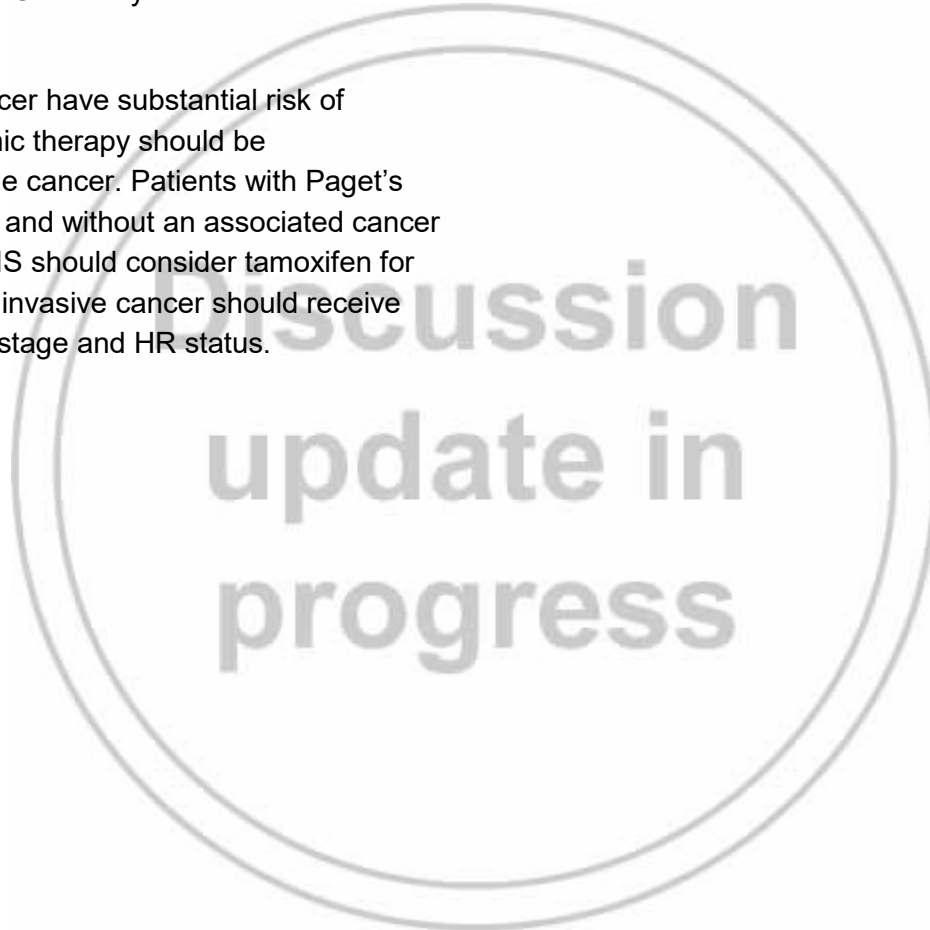 cer have substantial risk of
ic therapy should be
e cancer. Patients with Paget’s
and without an associated cancer
IS should consider tamoxifen for
invasive cancer should receive
stage and HR status.
Discussion
update in
progress